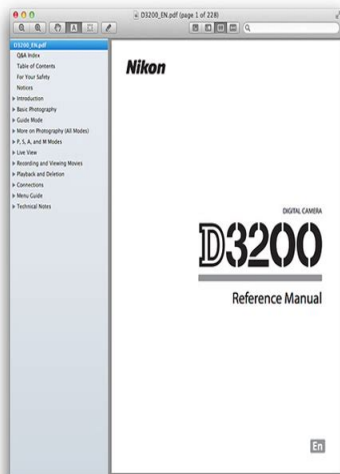 D3200_EN.pdf (page 1 of 228)
D3200_EN.pdf
Q&A Index
Table of Contents
For Your Safety
Notices
Introduction
Basic Photography
Guide Mode
More on Photography (All Modes)
P, S, A, and M Modes
Live View
Recording and Viewing Movies
Playback and Deletion
Connections
Menu Guide
Technical Notes
Nikon
DIGITAL CAMERA
D3200
Reference Manual
En